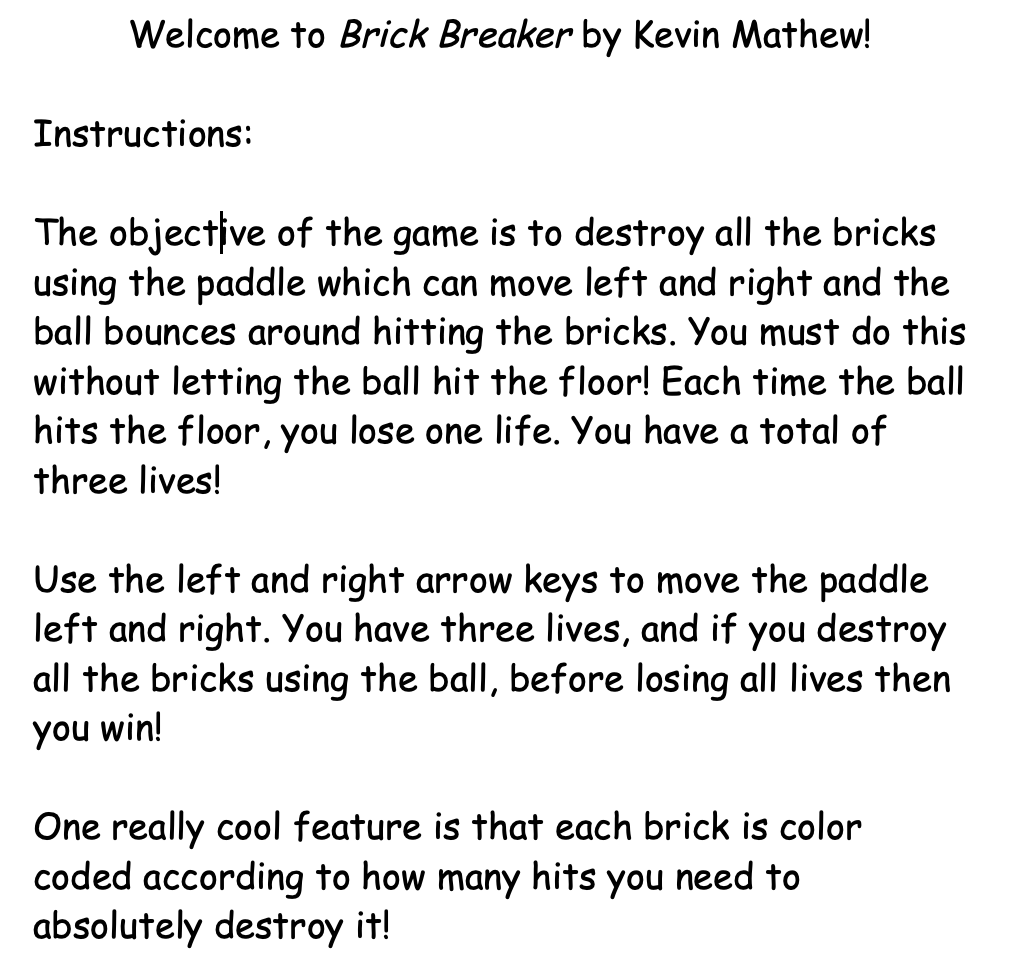 Welcome to Brick Breaker by Kevin Mathew!
Instructions:
The objective of the game is to destroy all the bricks
using the paddle which can move left and right and the
ball bounces around hitting the bricks. You must do this
without letting the ball hit the floor! Each time the ball
hits the floor, you lose one life. You have a total of
three lives!
Use the left and right arrow keys to move the paddle
left and right. You have three lives, and if you destroy
all the bricks using the ball, before losing all lives then
you win!
One really cool feature is that each brick is color
coded according to how many hits you need to
absolutely destroy it!